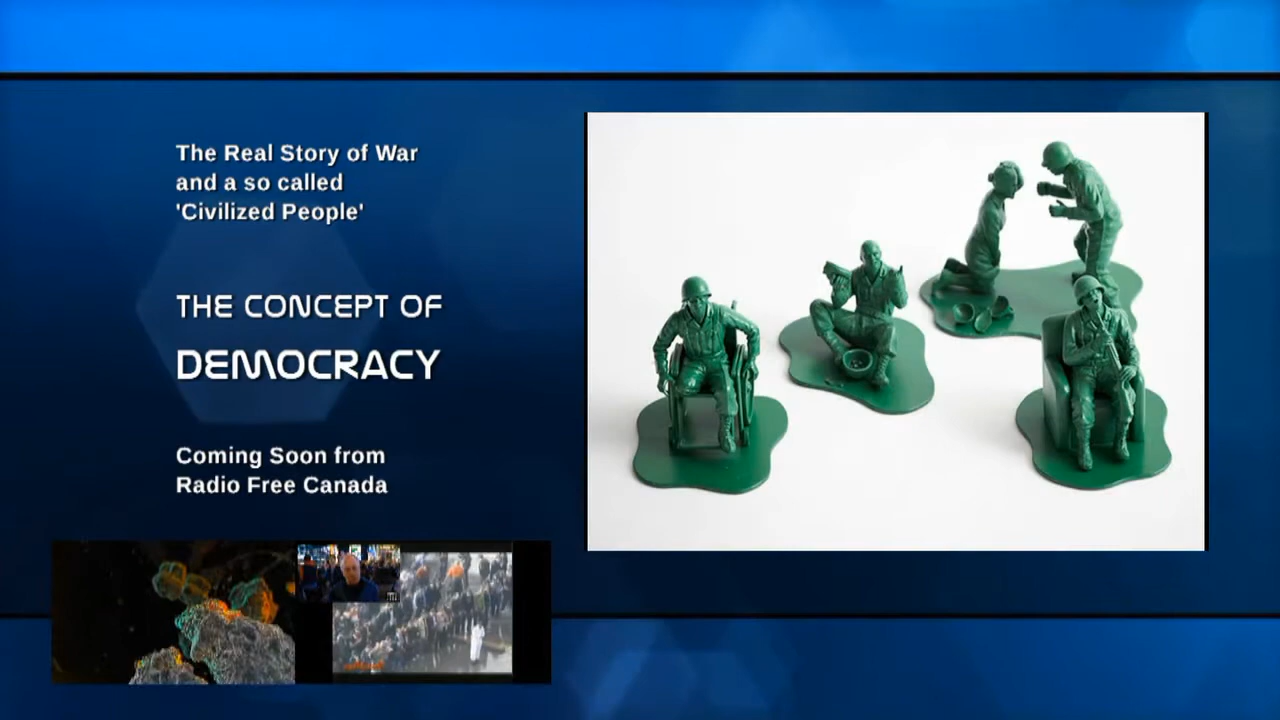 The Real Story of War
and a so called
'Civilized People'
THE CONCEPT OF
DEMOCRACY
Coming Soon from
Radio Free Canada